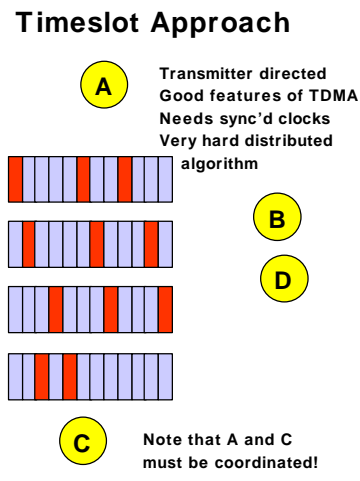 Timeslot Approach
A
Transmitter directed
Good features of TDMA
Needs sync'd clocks
Very hard distributed
algorithm
B
D
C
Note that A and C
must be coordinated!